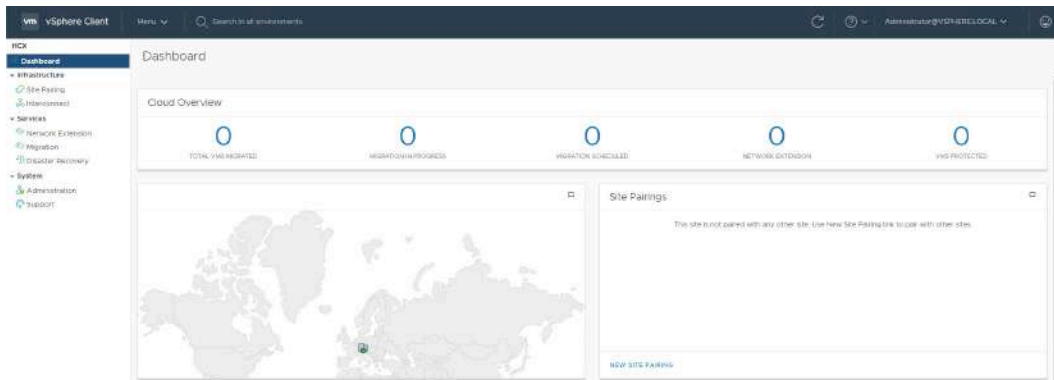 vm vSphere Client Menu Search in all environments Administrator@VSPHERE.LOCAL
HCX
Dashboard
Infrastructure
Site Pairing
Interconnect
Services
Network Extension
Migration
Disaster Recovery
System
Administration
Support
Dashboard
Cloud Overview
0 0 0 0 0
TOTAL VMS MIGRATED MIGRATION IN PROGRESS MIGRATION SCHEDULED NETWORK EXTENSION VMS PROTECTED
Site Pairings
This site is not paired with any other site. Use New Site Pairing link to pair with other sites.
NEW SITE PAIRING